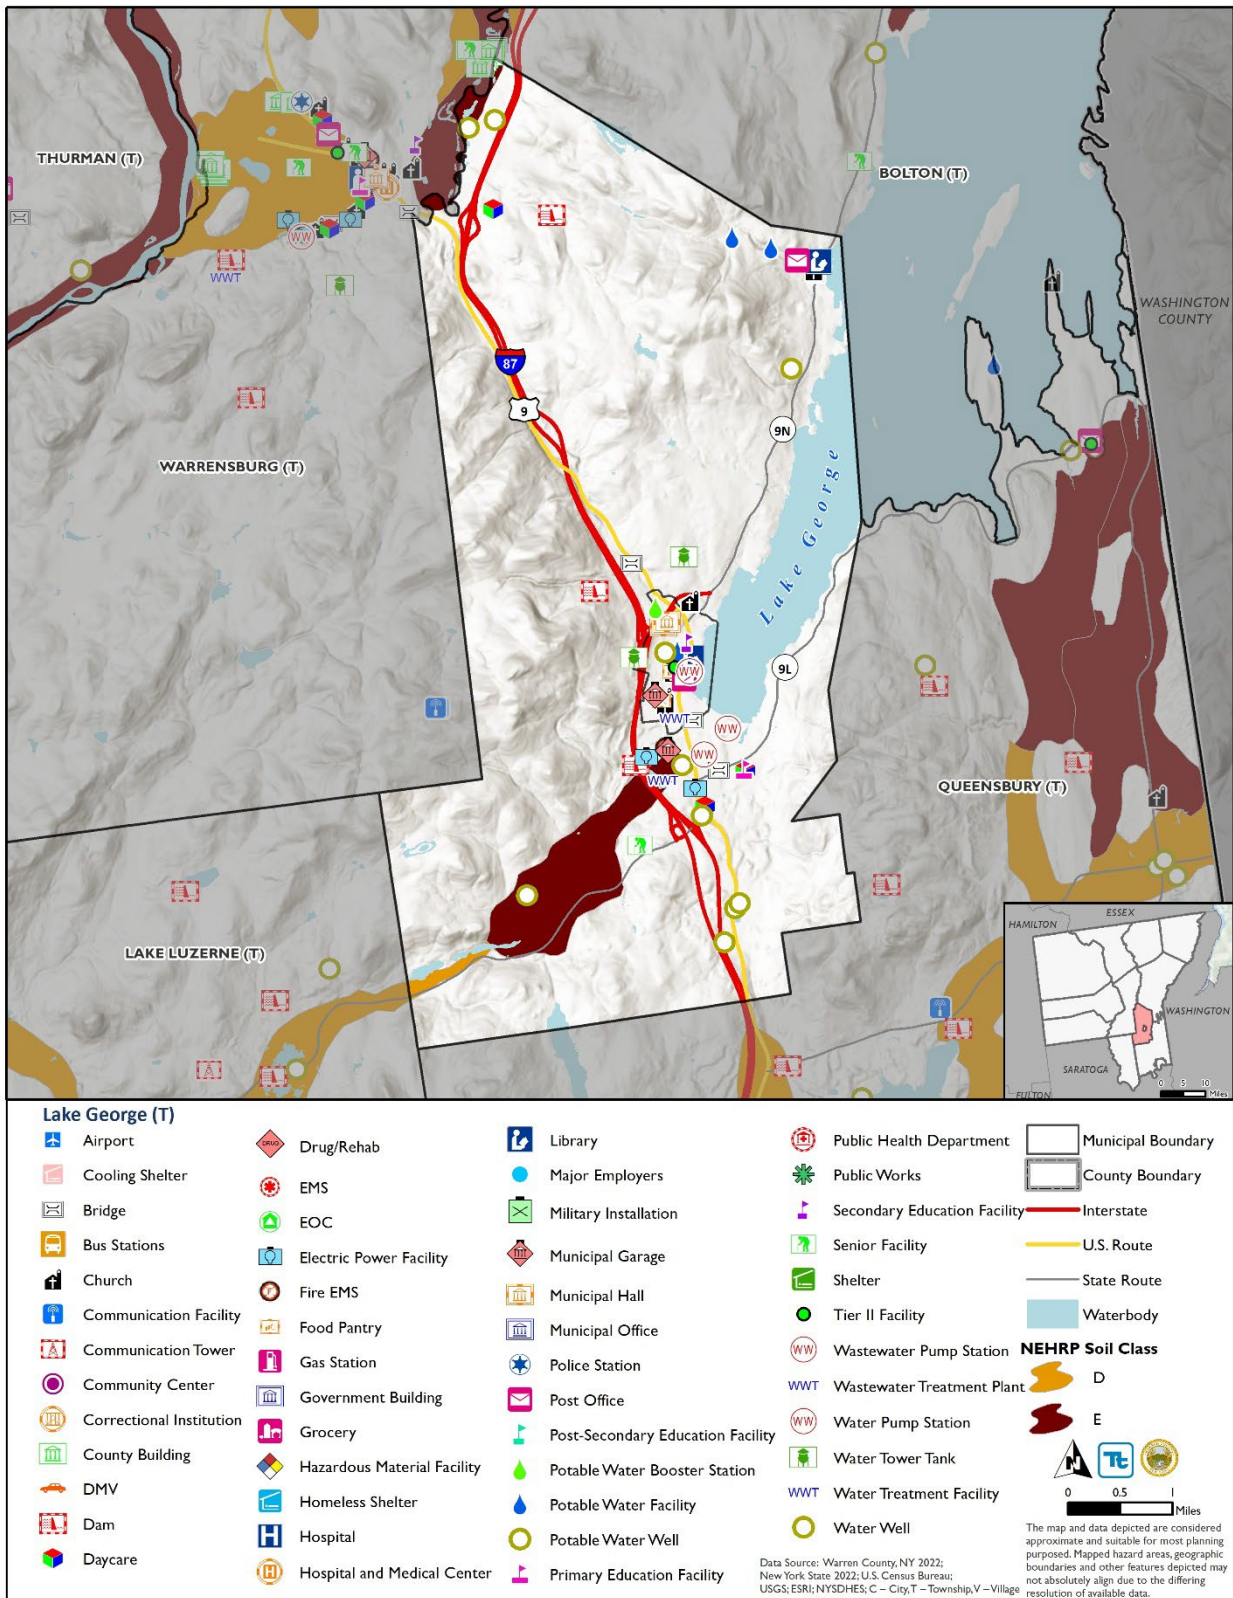 THURMAN (T)
BOLTON (T)
WASHINGTON
COUNTY
WWT
87
9
9N
WARRENSBURG (T)
Lake George
9L
WW
WWT
WW
WW
WW
WWT
QUEENSBURY (T)
LAKE LUZERNE (T)
HAMILTON
ESSEX
WASHINGTON
SARATOGA
FULTON
0 5 10
Miles
Lake George (T)
Airport
Cooling Shelter
Bridge
Bus Stations
Church
Communication Facility
Communication Tower
Community Center
Correctional Institution
County Building
DMV
Dam
Daycare
DRUG
Drug/Rehab
EMS
EOC
Electric Power Facility
Fire EMS
Food Pantry
Gas Station
Government Building
Grocery
Hazardous Material Facility
Homeless Shelter
H
Hospital
H
Hospital and Medical Center
Library
Major Employers
Military Installation
Municipal Garage
Municipal Hall
Municipal Office
Police Station
Post Office
Post-Secondary Education Facility
Potable Water Booster Station
Potable Water Facility
Potable Water Well
Primary Education Facility
Public Health Department
Public Works
Secondary Education Facility
Senior Facility
Shelter
Tier II Facility
WW
Wastewater Pump Station
WWT
Wastewater Treatment Plant
WW
Water Pump Station
Water Tower Tank
WWT
Water Treatment Facility
Water Well
Municipal Boundary
County Boundary
Interstate
U.S. Route
State Route
Waterbody
NEHRP Soil Class
D
E
N
Tt
0 0.5 1
Miles
The map and data depicted are considered
approximate and suitable for most planning
purposed. Mapped hazard areas, geographic
boundaries and other features depicted may
not absolutely align due to the differing
resolution of available data.
Data Source: Warren County, NY 2022;
New York State 2022; U.S. Census Bureau;
USGS; ESRI; NYSDHES; C – City, T – Township, V – Village